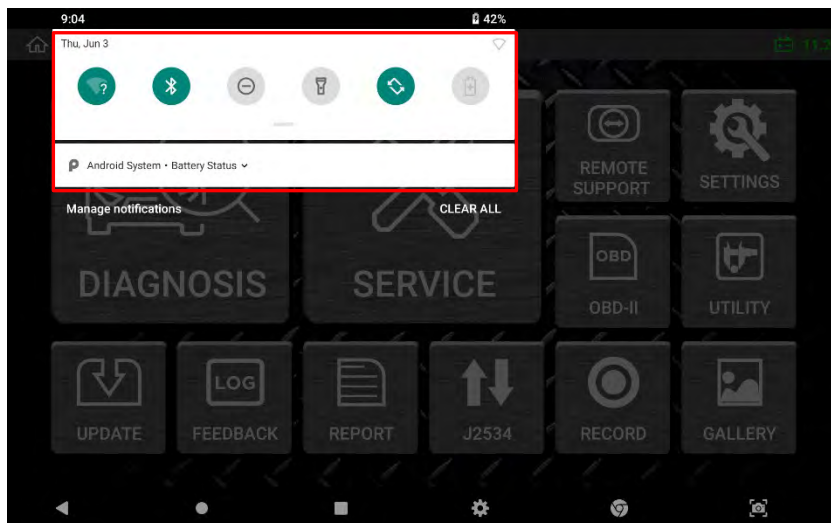 9:04
42%
Thu, Jun 3
?
Android System • Battery Status
Manage notifications
CLEAR ALL
REMOTE
SUPPORT
SETTINGS
DIAGNOSIS
SERVICE
OBD
OBD-II
UTILITY
LOG
UPDATE
FEEDBACK
REPORT
J2534
RECORD
GALLERY